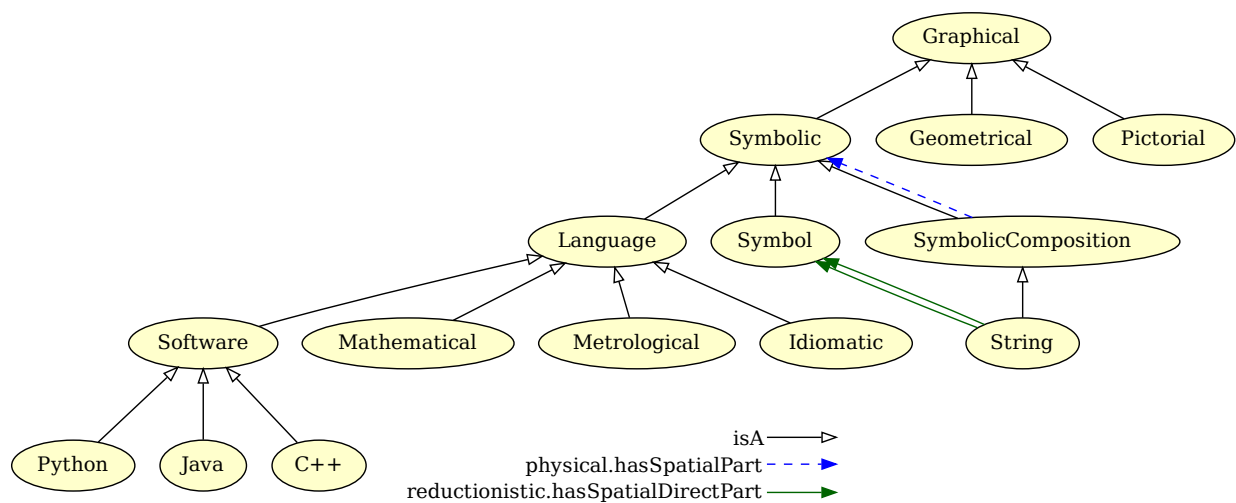 Graphical
Symbolic Geometrical Pictorial
Language Symbol SymbolicComposition
Software Mathematical Metrological Idiomatic String
Python Java C++
isA
physical.hasSpatialPart
reductionistic.hasSpatialDirectPart